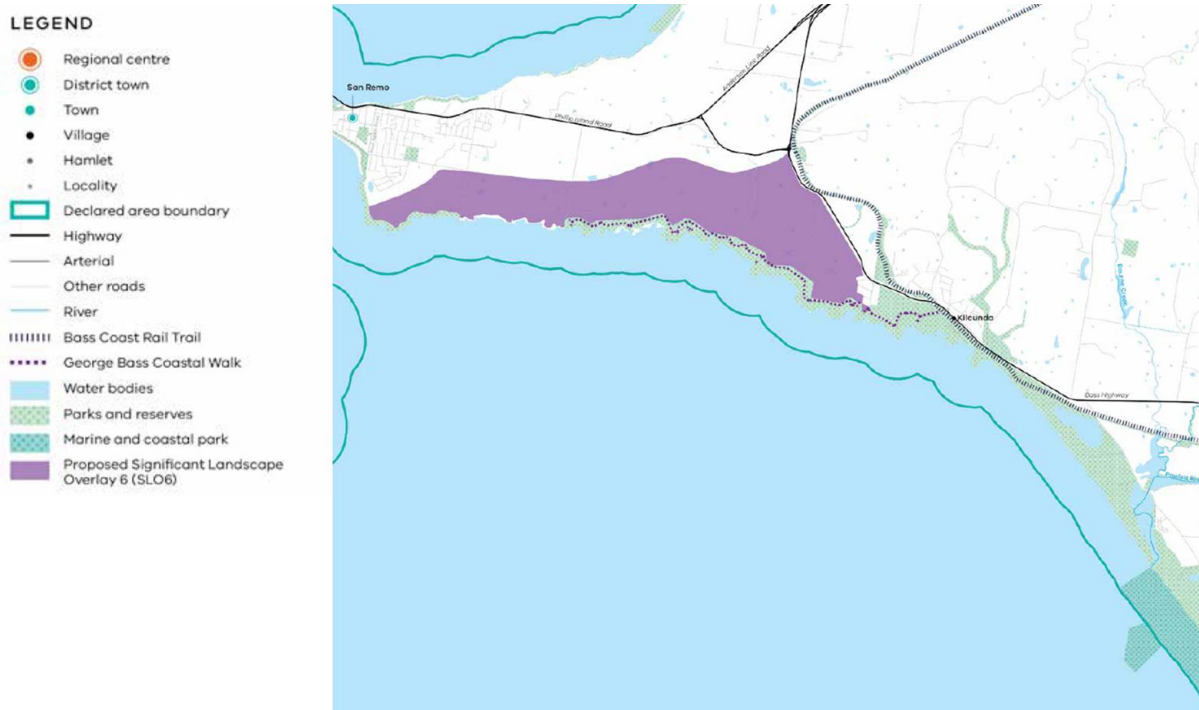 LEGEND
Regional centre
District town
Town
Village
Hamlet
Locality
Declared area boundary
Highway
Arterial
Other roads
River
Bass Coast Rail Trail
George Bass Coastal Walk
Water bodies
Parks and reserves
Marine and coastal park
Proposed Significant Landscape
Overlay 6 (SLO6)
San Remo
Phillip Island Road
Anderson Link Road
Kilcunda
Bass Highway
Bourne Creek